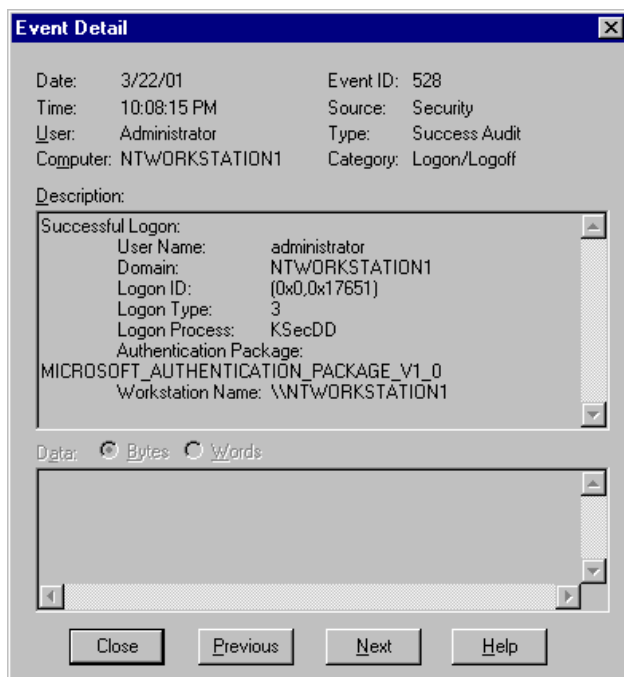 Event Detail
Date: 3/22/01 Event ID: 528
Time: 10:08:15 PM Source: Security
User: Administrator Type: Success Audit
Computer: NTWORKSTATION1 Category: Logon/Logoff
Description:
Successful Logon:
User Name: administrator
Domain: NTWORKSTATION1
Logon ID: (0x0,0x17651)
Logon Type: 3
Logon Process: KSecDD
Authentication Package:
MICROSOFT_AUTHENTICATION_PACKAGE_V1_0
Workstation Name: \\NTWORKSTATION1
Data: Bytes Words
Close Previous Next Help